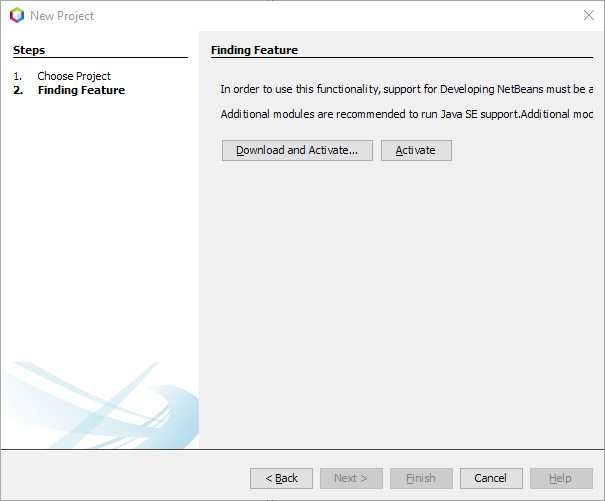 New Project
Steps
1. Choose Project
2. Finding Feature
Finding Feature
In order to use this functionality, support for Developing NetBeans must be a
Additional modules are recommended to run Java SE support.Additional mod
Download and Activate...
Activate
< Back
Next >
Finish
Cancel
Help